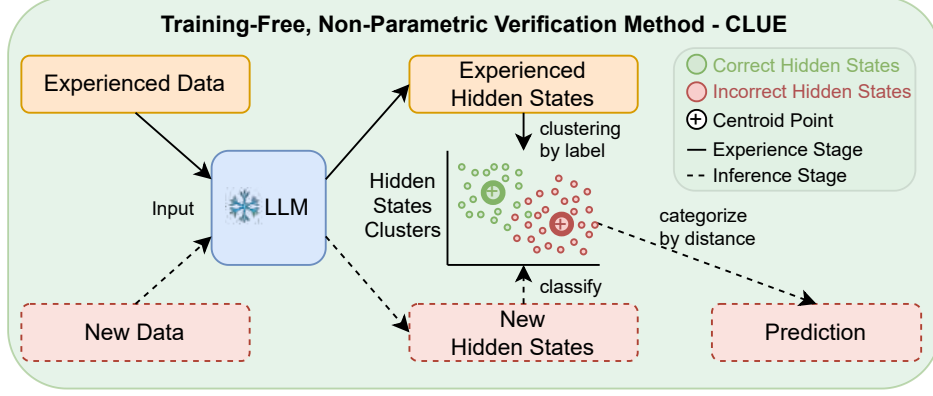 Training-Free, Non-Parametric Verification Method - CLUE
Experienced Data
Experienced
Hidden States
Correct Hidden States
Incorrect Hidden States
Centroid Point
Experience Stage
Inference Stage
clustering
by label
Input
LLM
Hidden
States
Clusters
categorize
by distance
classify
New Data
New
Hidden States
Prediction